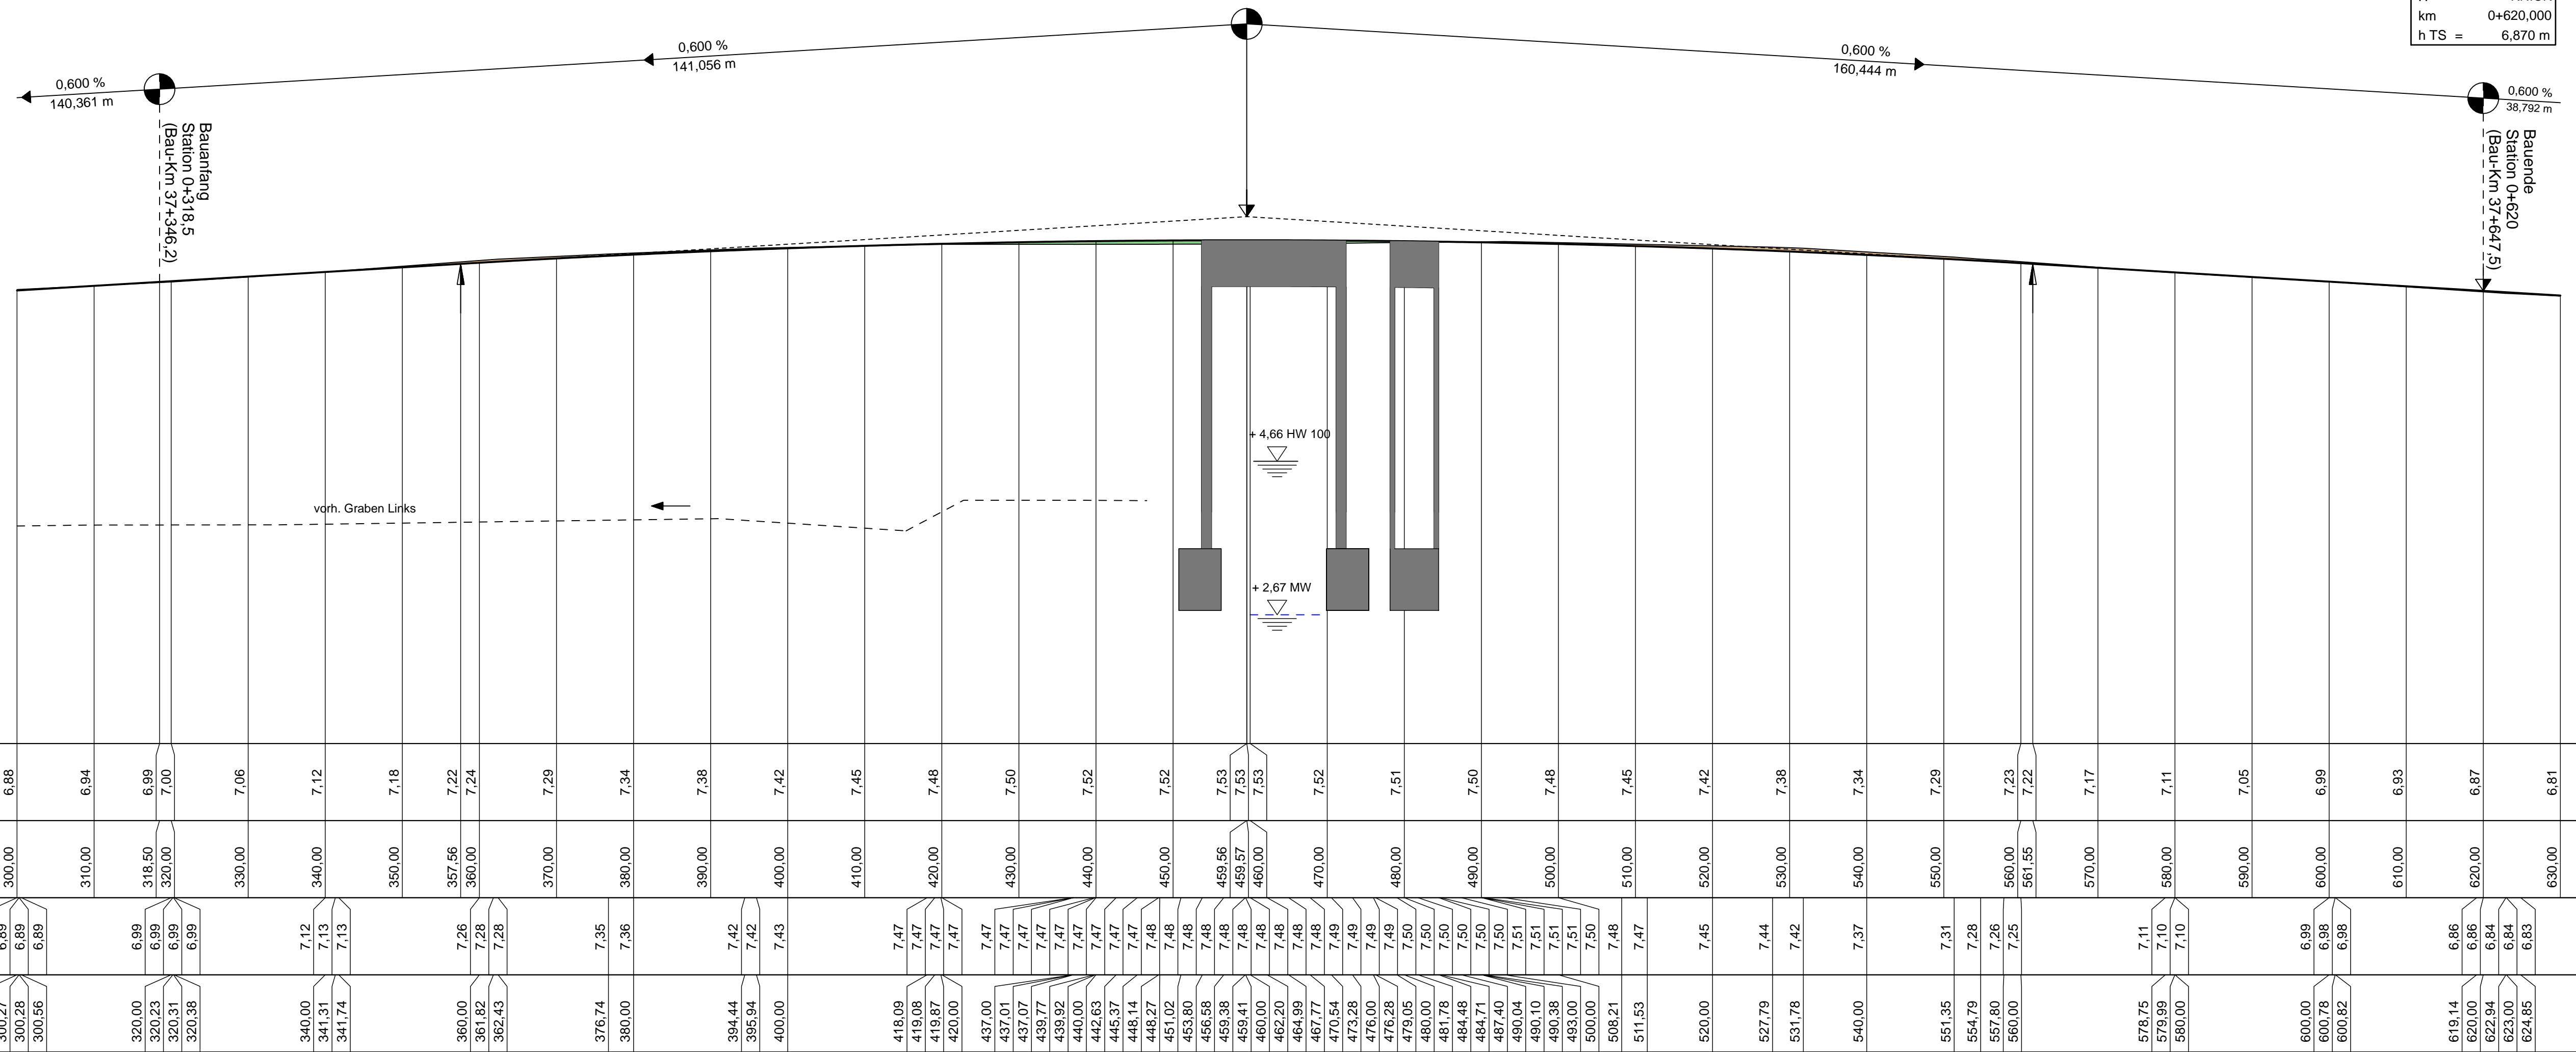 km 0+620,000
h TS = 6,870 m
0,600 %
141,056 m
0,600 %
160,444 m
0,600 %
140,361 m
0,600 %
38,792 m
Bauanfang
Station 0+318,5
(Bau-Km 37+346,2)
Bauende
Station 0+620
(Bau-Km 37+647,5)
+ 4,66 HW 100
vorh. Graben Links
+ 2,67 MW
6,88 6,94 6,99 7,00 7,06 7,12 7,18 7,22 7,24 7,29 7,34 7,38 7,42 7,45 7,48 7,50 7,52 7,52 7,53 7,53 7,53 7,52 7,51 7,50 7,48 7,45 7,42 7,38 7,34 7,29 7,23 7,22 7,17 7,11 7,05 6,99 6,93 6,87 6,81
300,00 310,00 318,50 320,00 330,00 340,00 350,00 357,56 360,00 370,00 380,00 390,00 400,00 410,00 420,00 430,00 440,00 450,00 459,56 459,57 460,00 470,00 480,00 490,00 500,00 510,00 520,00 530,00 540,00 550,00 560,00 561,55 570,00 580,00 590,00 600,00 610,00 620,00 630,00
6,89 6,89 6,89 6,99 6,99 6,99 6,99 7,12 7,13 7,13 7,26 7,28 7,28 7,35 7,36 7,42 7,42 7,43 7,47 7,47 7,47 7,47 7,47 7,47 7,47 7,47 7,47 7,47 7,47 7,47 7,47 7,48 7,48 7,48 7,48 7,48 7,48 7,48 7,48 7,48 7,48 7,49 7,49 7,49 7,49 7,50 7,50 7,50 7,50 7,50 7,50 7,51 7,51 7,51 7,51 7,50 7,48 7,47 7,45 7,44 7,42 7,37 7,31 7,28 7,26 7,25 7,11 7,10 7,10 6,99 6,98 6,98 6,86 6,86 6,84 6,84 6,83
300,27 300,28 300,56 320,00 320,23 320,31 320,38 340,00 341,31 341,74 360,00 361,82 362,43 376,74 380,00 394,44 395,94 400,00 418,09 419,08 419,87 420,00 437,00 437,01 437,07 439,77 439,92 440,00 442,63 445,37 448,14 448,27 451,02 453,80 456,58 459,38 459,41 460,00 462,20 464,99 467,77 470,54 473,28 476,00 476,28 479,05 480,00 481,78 484,48 484,71 487,40 490,04 490,10 490,38 493,00 500,00 508,21 511,53 520,00 527,79 531,78 540,00 551,35 554,79 557,80 560,00 578,75 579,99 580,00 600,00 600,78 600,82 619,14 620,00 622,94 623,00 624,85